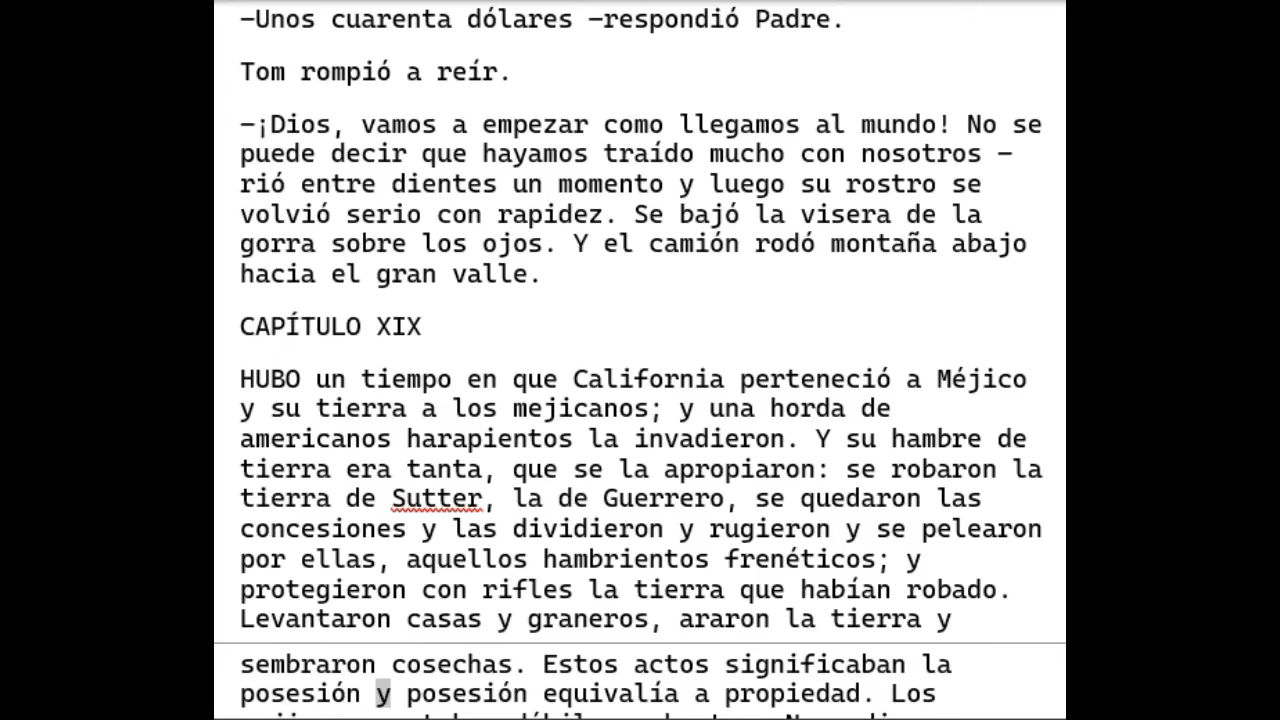 —Unos cuarenta dólares —respondió Padre.
Tom rompió a reír.
—¡Dios, vamos a empezar como llegamos al mundo! No se
puede decir que hayamos traído mucho con nosotros —
rió entre dientes un momento y luego su rostro se
volvió serio con rapidez. Se bajó la visera de la
gorra sobre los ojos. Y el camión rodó montaña abajo
hacia el gran valle.
CAPÍTULO XIX
HUBO un tiempo en que California perteneció a Méjico
y su tierra a los mejicanos; y una horda de
americanos harapientos la invadieron. Y su hambre de
tierra era tanta, que se la apropiaron: se robaron la
tierra de Sutter, la de Guerrero, se quedaron las
concesiones y las dividieron y rugieron y se pelearon
por ellas, aquellos hambrientos frenéticos; y
protegieron con rifles la tierra que habían robado.
Levantaron casas y graneros, araron la tierra y
sembraron cosechas. Estos actos significaban la
posesión y posesión equivalía a propiedad. Los